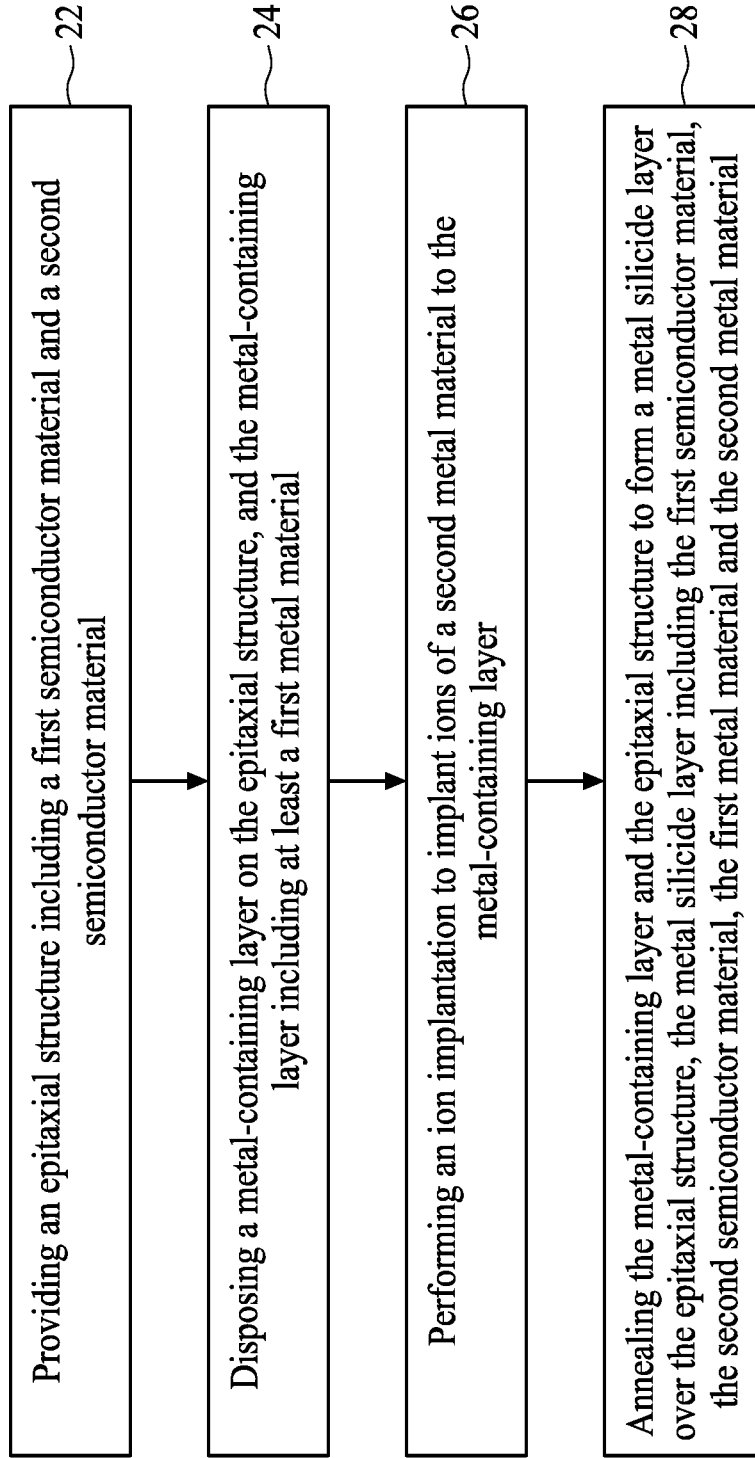 Providing an epitaxial structure including a first semiconductor material and a second
semiconductor material
22
Disposing a metal-containing layer on the epitaxial structure, and the metal-containing
layer including at least a first metal material
24
Performing an ion implantation to implant ions of a second metal material to the
metal-containing layer
26
Annealing the metal-containing layer and the epitaxial structure to form a metal silicide layer
over the epitaxial structure, the metal silicide layer including the first semiconductor material,
the second semiconductor material, the first metal material and the second metal material
28